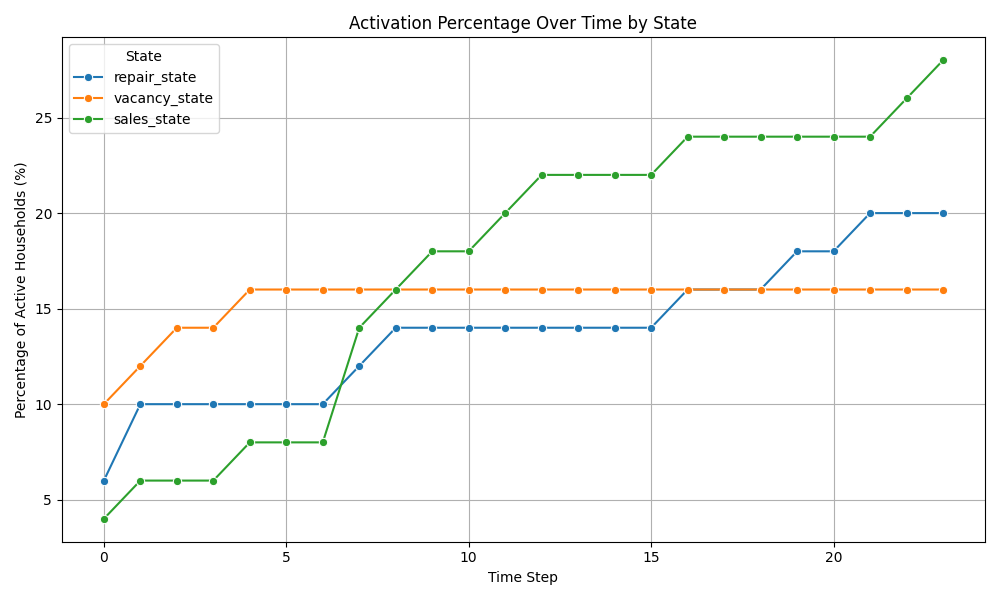 Activation Percentage Over Time by State
State
repair_state
vacancy_state
sales_state
Percentage of Active Households (%)
25
20
15
10
5
0 5 10 15 20
Time Step